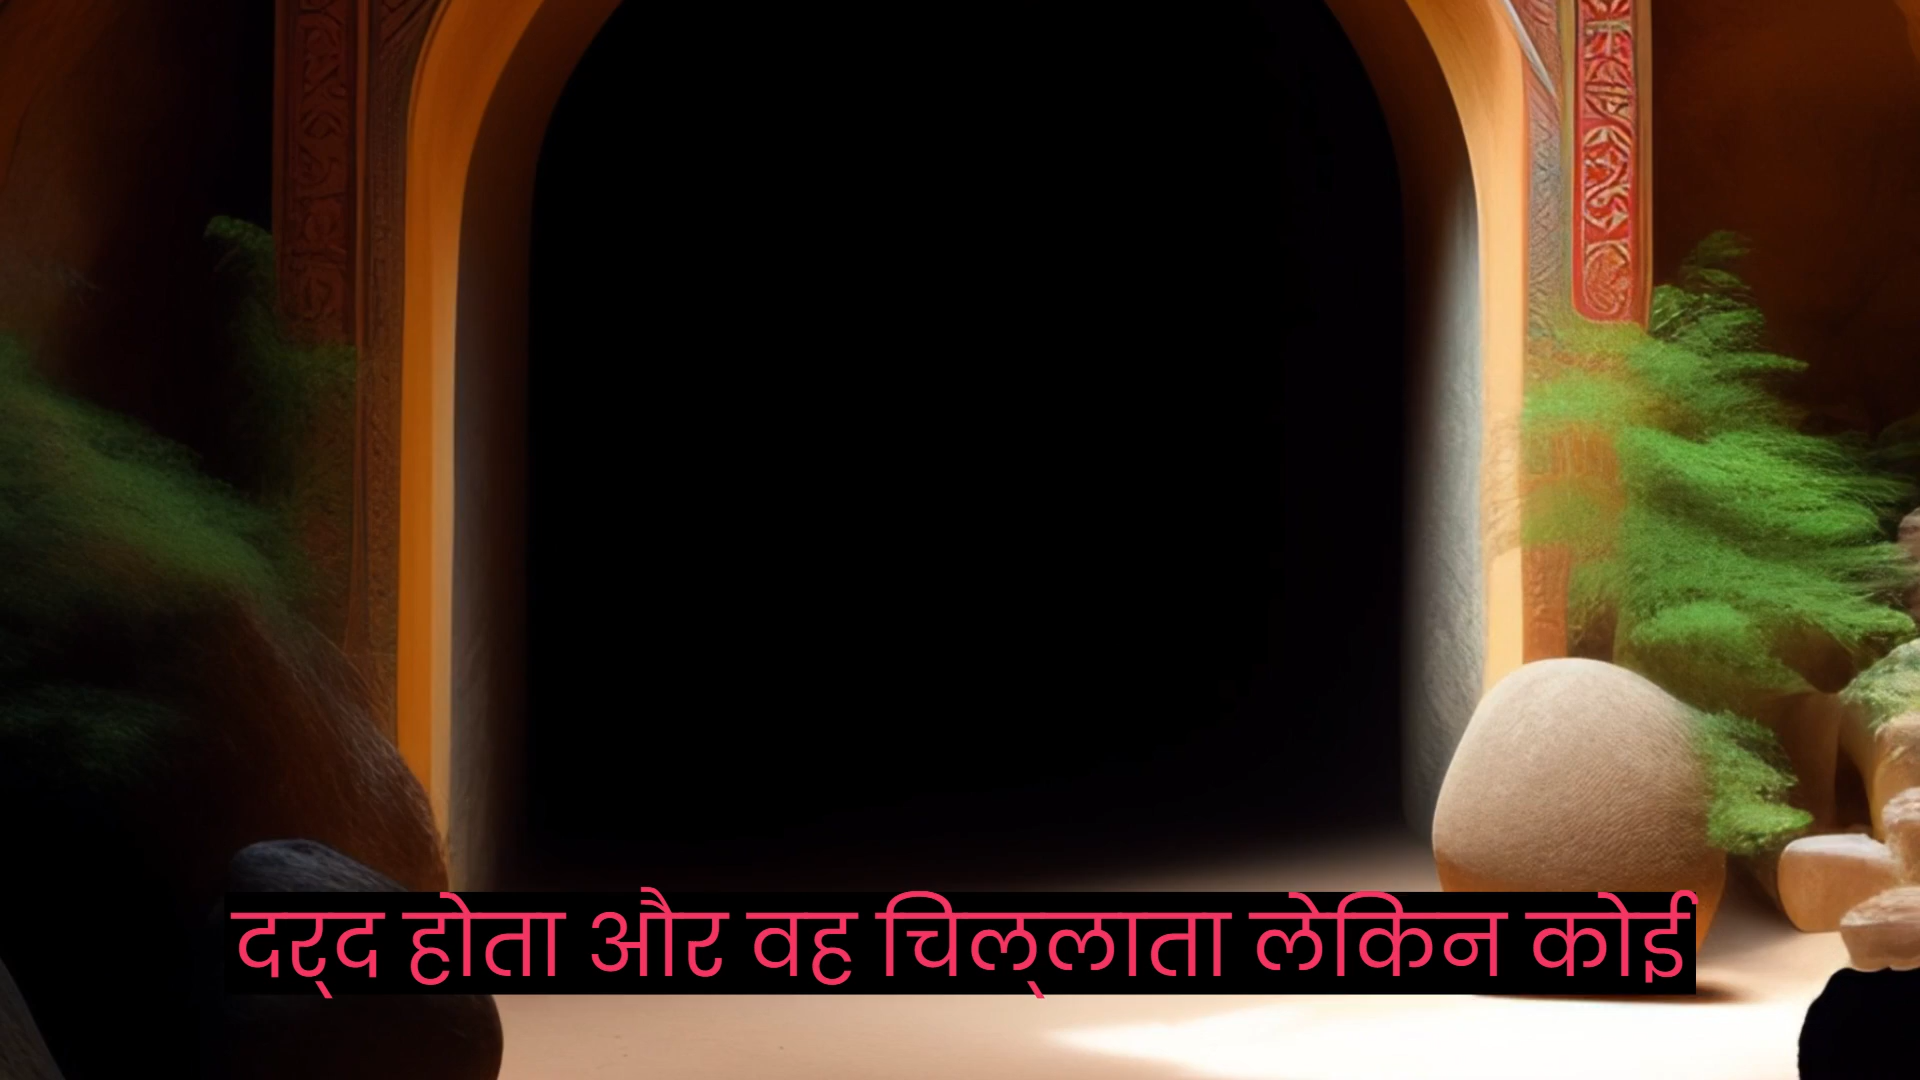 दर्द होता और वह चिल्लाता लेकिन कोई